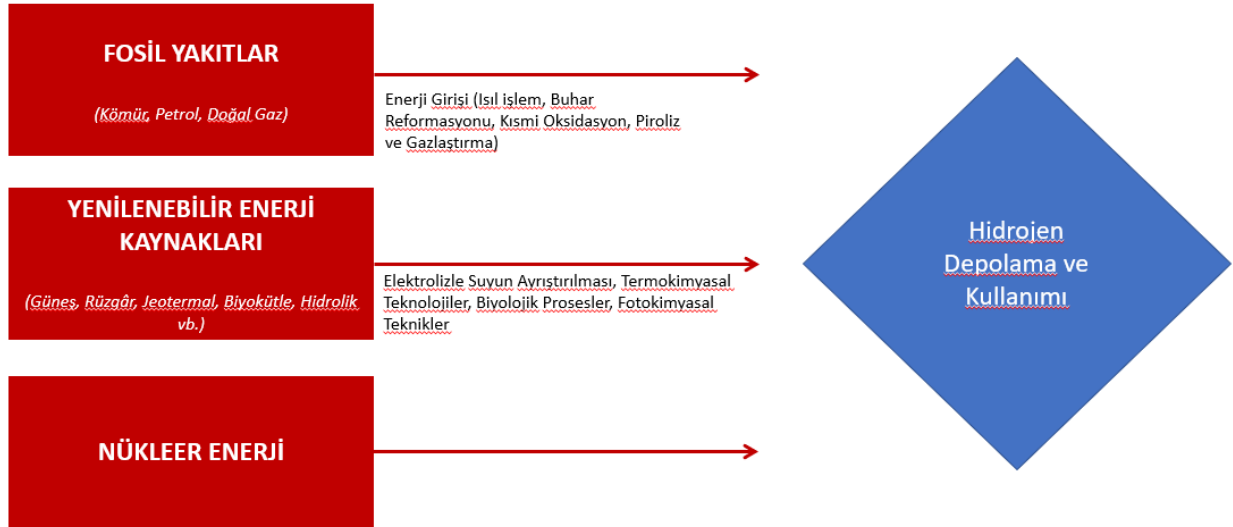 FOSİL YAKITLAR
(Kömür, Petrol, Doğal Gaz)
Enerji Girişi (Isıl işlem, Buhar
Reformasyonu, Kısmi Oksidasyon, Piroliz
ve Gazlaştırma)
YENİLENEBİLİR ENERJİ
KAYNAKLARI
(Güneş, Rüzgâr, Jeotermal, Biyokütle, Hidrolik
vb.)
Elektrolizle Suyun Ayrıştırılması, Termokimyasal
Teknolojiler, Biyolojik Prosesler, Fotokimyasal
Teknikler
NÜKLEER ENERJİ
Hidrojen
Depolama ve
Kullanımı